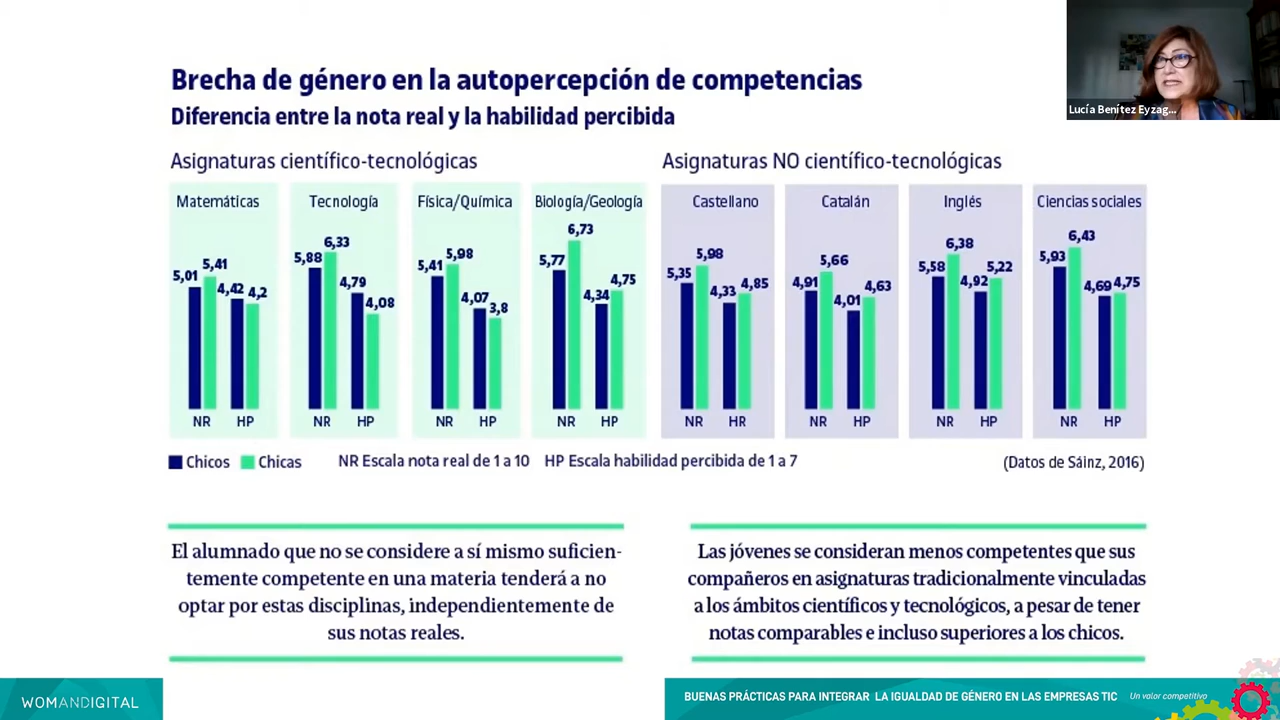 Lucía Benítez Eyzag...
Brecha de género en la autopercepción de competencias
Diferencia entre la nota real y la habilidad percibida
Asignaturas científico-tecnológicas
Matemáticas
5,01 5,41 4,42 4,2
NR HP
Tecnología
5,88 6,33 4,79 4,08
NR HP
Física/Química
5,41 5,98 4,07 3,8
NR HP
Biología/Geología
5,77 6,73 4,34 4,75
NR HP
Asignaturas NO científico-tecnológicas
Castellano
5,35 5,98 4,33 4,85
NR HR
Catalán
4,91 5,66 4,01 4,63
NR HP
Inglés
5,58 6,38 4,92 5,22
NR HP
Ciencias sociales
5,93 6,43 4,69 4,75
NR HP
Chicos Chicas NR Escala nota real de 1 a 10 HP Escala habilidad percibida de 1 a 7 (Datos de Sáinz, 2016)
El alumnado que no se considere a sí mismo suficien-
temente competente en una materia tenderá a no
optar por estas disciplinas, independientemente de
sus notas reales.
Las jóvenes se consideran menos competentes que sus
compañeros en asignaturas tradicionalmente vinculadas
a los ámbitos científicos y tecnológicos, a pesar de tener
notas comparables e incluso superiores a los chicos.
WOMANDIGITAL
BUENAS PRÁCTICAS PARA INTEGRAR LA IGUALDAD DE GÉNERO EN LAS EMPRESAS TIC Un valor competitivo